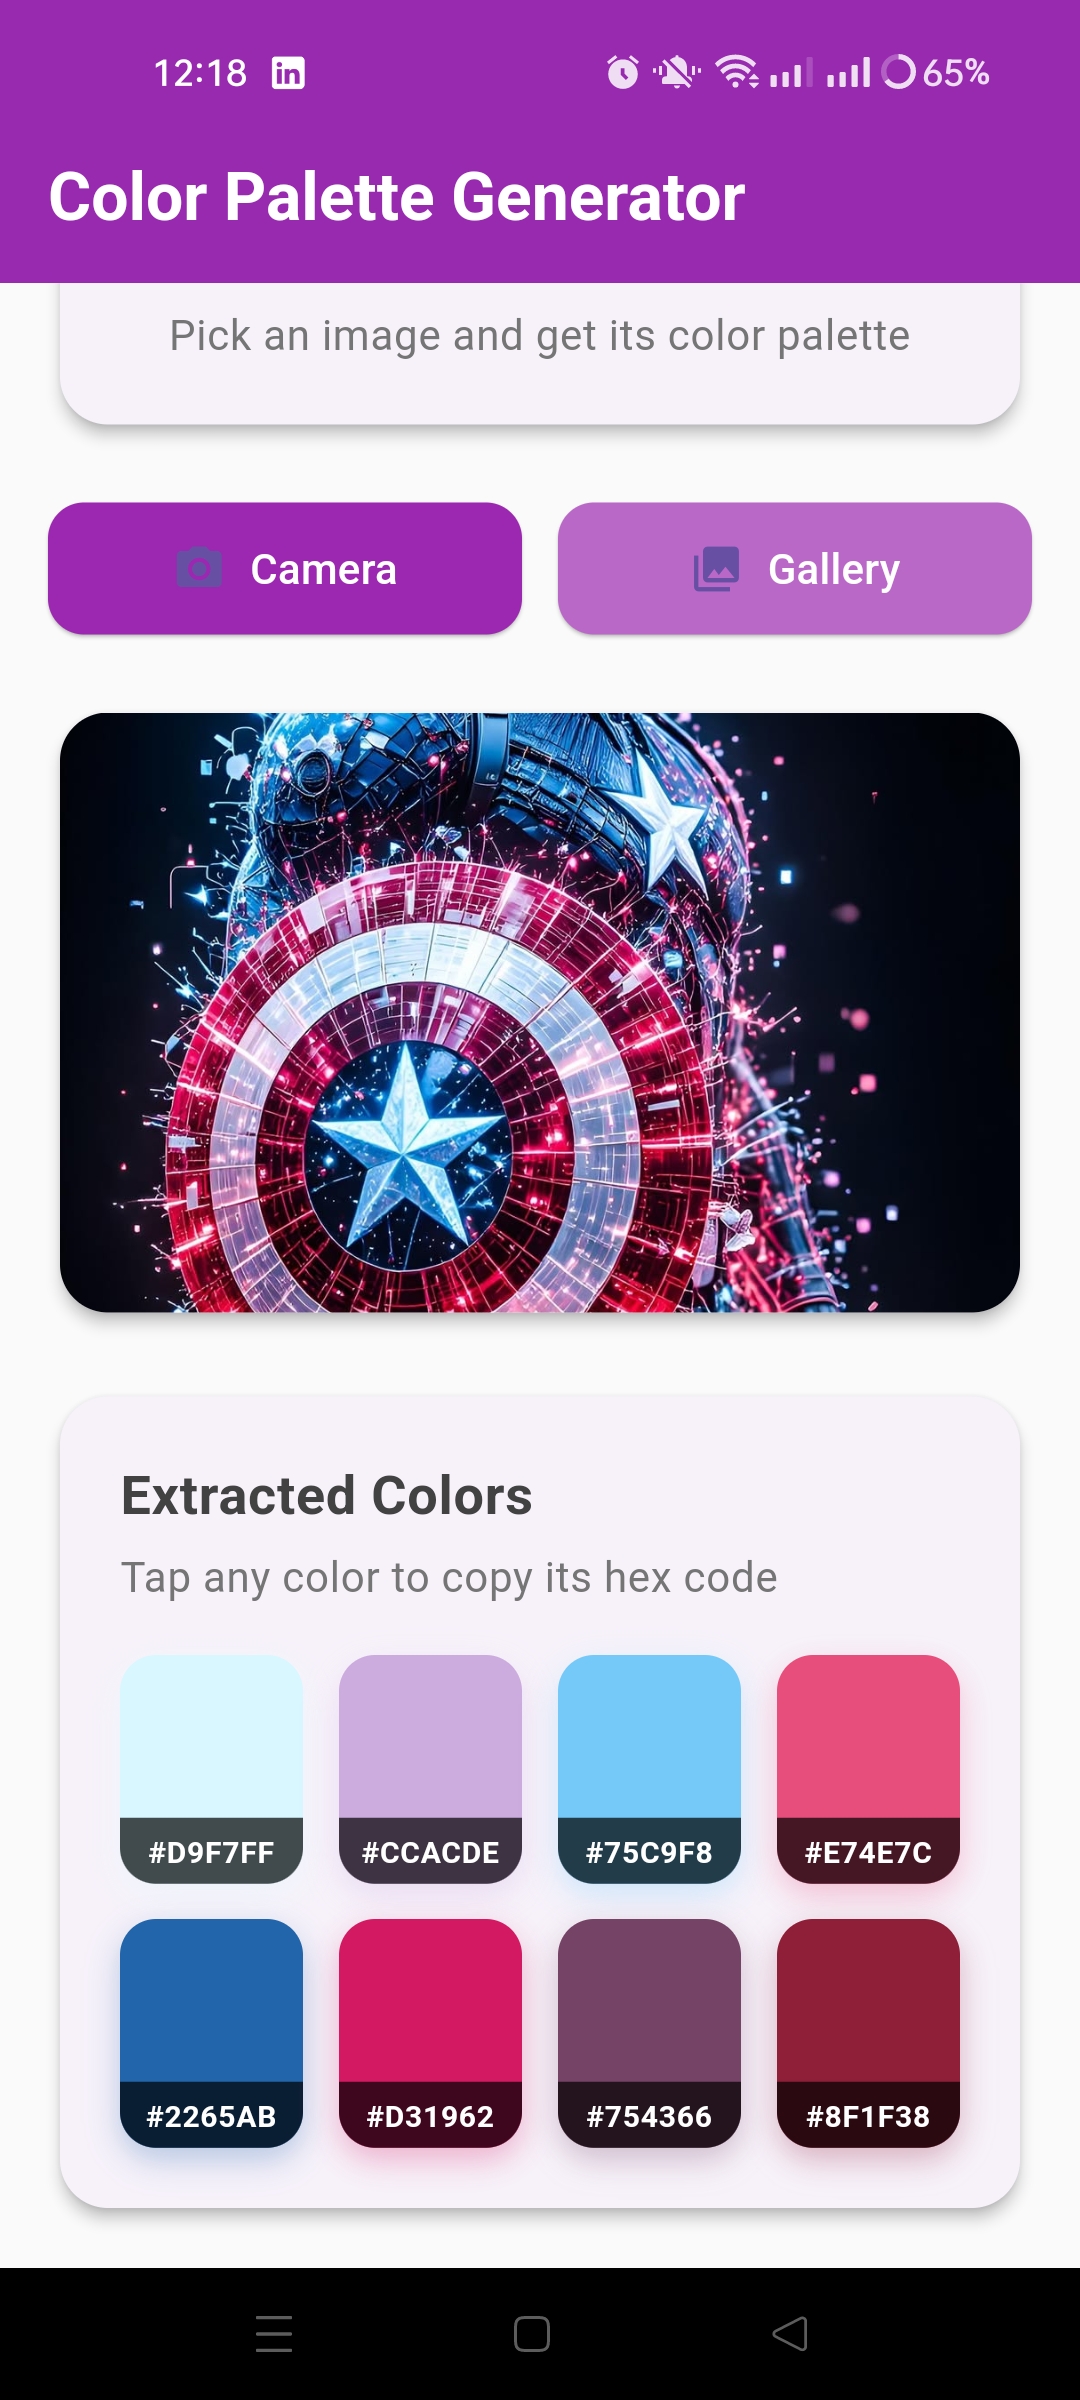 12:18 in 65%
Color Palette Generator
Pick an image and get its color palette
Camera Gallery
Extracted Colors
Tap any color to copy its hex code
#D9F7FF #CCACDE #75C9F8 #E74E7C
#2265AB #D31962 #754366 #8F1F38